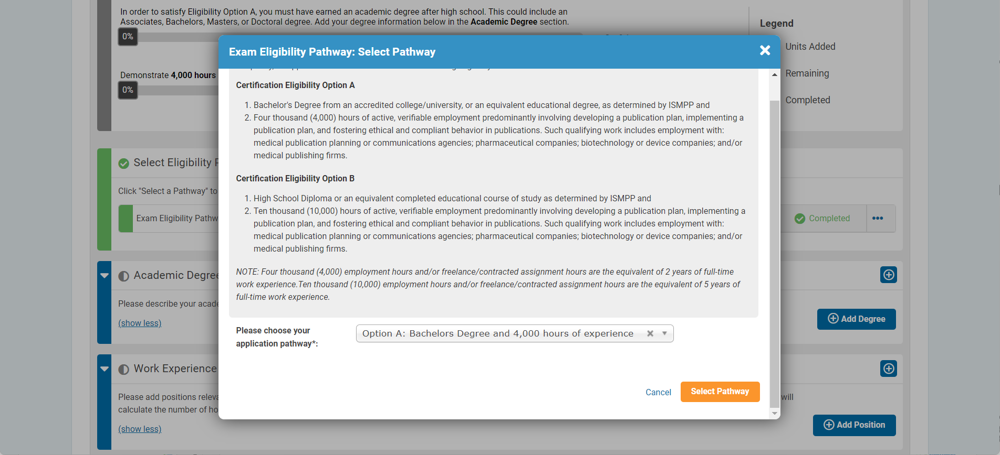 In order to satisfy Eligibility Option A, you must have earned an academic degree after high school. This could include an
Associates, Bachelors, Masters, or Doctoral degree. Add your degree information below in the Academic Degree section.
0%
Demonstrate 4,000 hours
0%
Legend
Units Added
Remaining
Completed
Select Eligibility
Click "Select a Pathway" to
Exam Eligibility Pathw
Completed
Academic Degree
Please describe your acade
(show less)
Add Degree
Work Experience
Please add positions releva
will
calculate the number of ho
(show less)
Add Position
Exam Eligibility Pathway: Select Pathway
Certification Eligibility Option A
1. Bachelor's Degree from an accredited college/university, or an equivalent educational degree, as determined by ISMPP and
2. Four thousand (4,000) hours of active, verifiable employment predominantly involving developing a publication plan, implementing a
publication plan, and fostering ethical and compliant behavior in publications. Such qualifying work includes employment with:
medical publication planning or communications agencies; pharmaceutical companies; biotechnology or device companies; and/or
medical publishing firms.
Certification Eligibility Option B
1. High School Diploma or an equivalent completed educational course of study as determined by ISMPP and
2. Ten thousand (10,000) hours of active, verifiable employment predominantly involving developing a publication plan, implementing a
publication plan, and fostering ethical and compliant behavior in publications. Such qualifying work includes employment with:
medical publication planning or communications agencies; pharmaceutical companies; biotechnology or device companies; and/or
medical publishing firms.
NOTE: Four thousand (4,000) employment hours and/or freelance/contracted assignment hours are the equivalent of 2 years of full-time
work experience.Ten thousand (10,000) employment hours and/or freelance/contracted assignment hours are the equivalent of 5 years of
full-time work experience.
Please choose your
application pathway*:
Option A: Bachelors Degree and 4,000 hours of experience
Cancel
Select Pathway